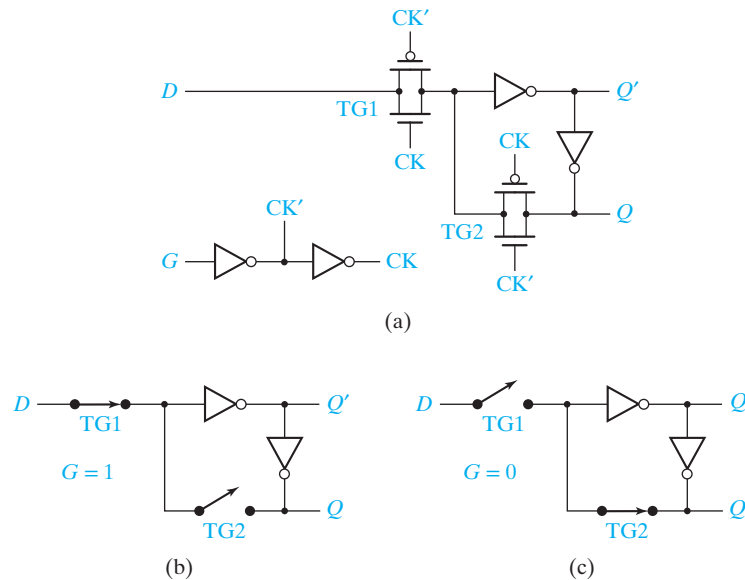 CK′
D
Q′
TG1
CK
CK
CK′
TG2
Q
G
CK
CK′
(a)
D
TG1
Q′
G = 1
TG2
Q
(b)
D
TG1
Q′
G = 0
TG2
Q
(c)